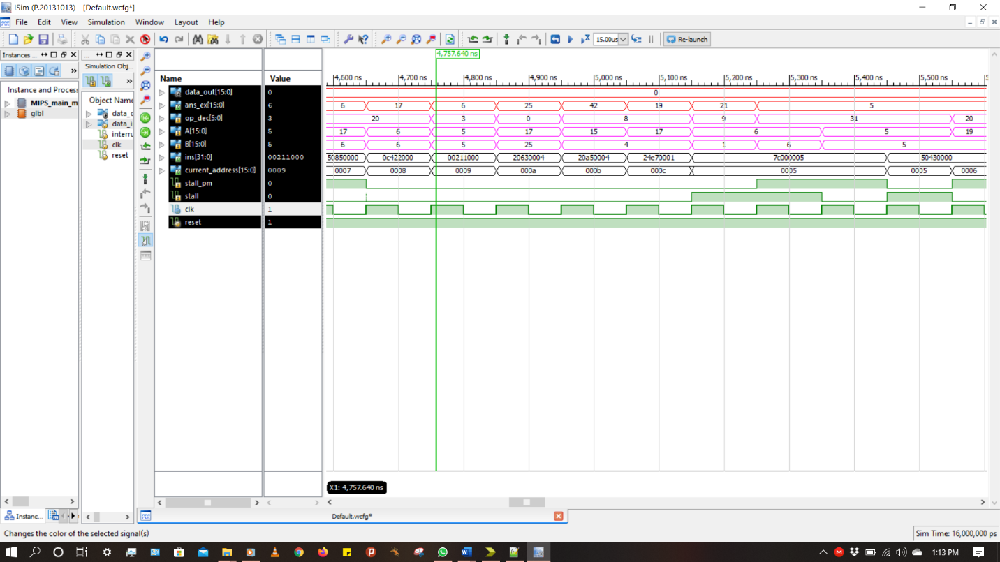 ISim (P.20131013) - [Default.wcfg*]
File Edit View Simulation Window Layout Help
15.00us Re-launch
Instances ...
...
Simulation Obj...
Instance and Process
MIPS_main_m
glbl
Object Name
data_o
data_i
interru
clk
reset
Name Value
4,757.640 ns
4,600 ns 4,700 ns 4,800 ns 4,900 ns 5,000 ns 5,100 ns 5,200 ns 5,300 ns 5,400 ns 5,500 ns
data_out[15:0] 0 0
ans_ex[15:0] 6 6 17 6 25 42 19 21 5
op_dec[5:0] 3 20 3 0 8 9 31 20
A[15:0] 5 17 6 5 17 15 17 6 5 19
B[15:0] 5 6 6 5 25 4 1 6 5
ins[31:0] 00211000 50850000 0c422000 00211000 20630004 20a50004 24e70001 7c000005 50430000
current_address[15:0] 0009 0007 0008 0009 000a 000b 000c 0005 0005 0006
stall_pm 0
stall 0
clk 1
reset 1
X1: 4,757.640 ns
Instanc...
Default.wcfg*
Changes the color of the selected signal(s)
Sim Time: 16,000,000 ps
1:13 PM